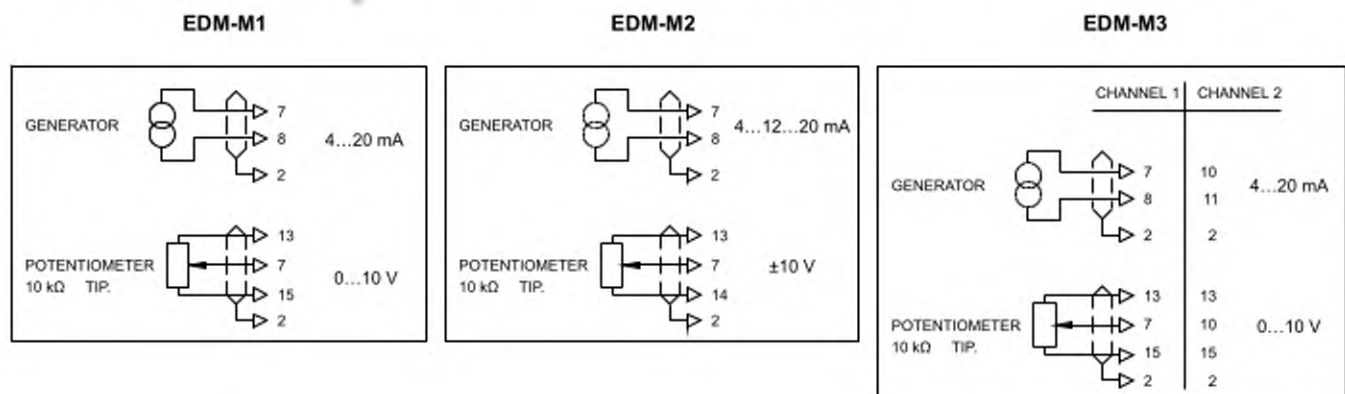 EDM-M1
GENERATOR
7
8
4...20 mA
2
POTENTIOMETER
10 kΩ TIP.
13
7
15
0...10 V
2
EDM-M2
GENERATOR
7
8
4...12...20 mA
2
POTENTIOMETER
10 kΩ TIP.
13
7
±10 V
14
2
EDM-M3
CHANNEL 1 CHANNEL 2
GENERATOR
7 10
4...20 mA
8 11
2 2
POTENTIOMETER
10 kΩ TIP.
13 13
7 10
0...10 V
15 15
2 2